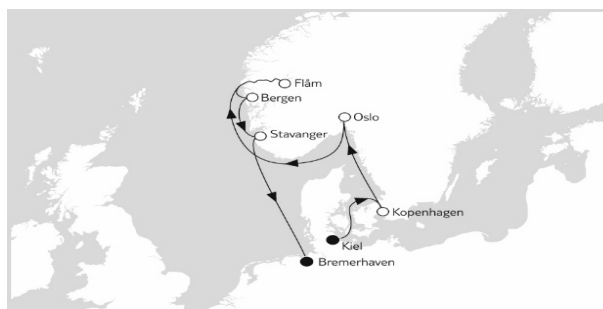 Flåm
Bergen
Oslo
Stavanger
Kopenhagen
Kiel
Bremerhaven